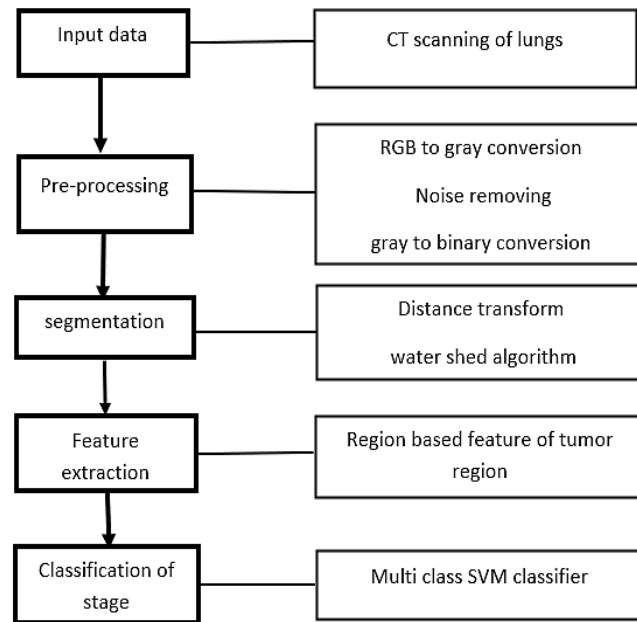 Input data
CT scanning of lungs
Pre-processing
RGB to gray conversion
Noise removing
gray to binary conversion
segmentation
Distance transform
water shed algorithm
Feature
extraction
Region based feature of tumor
region
Classification of
stage
Multi class SVM classifier